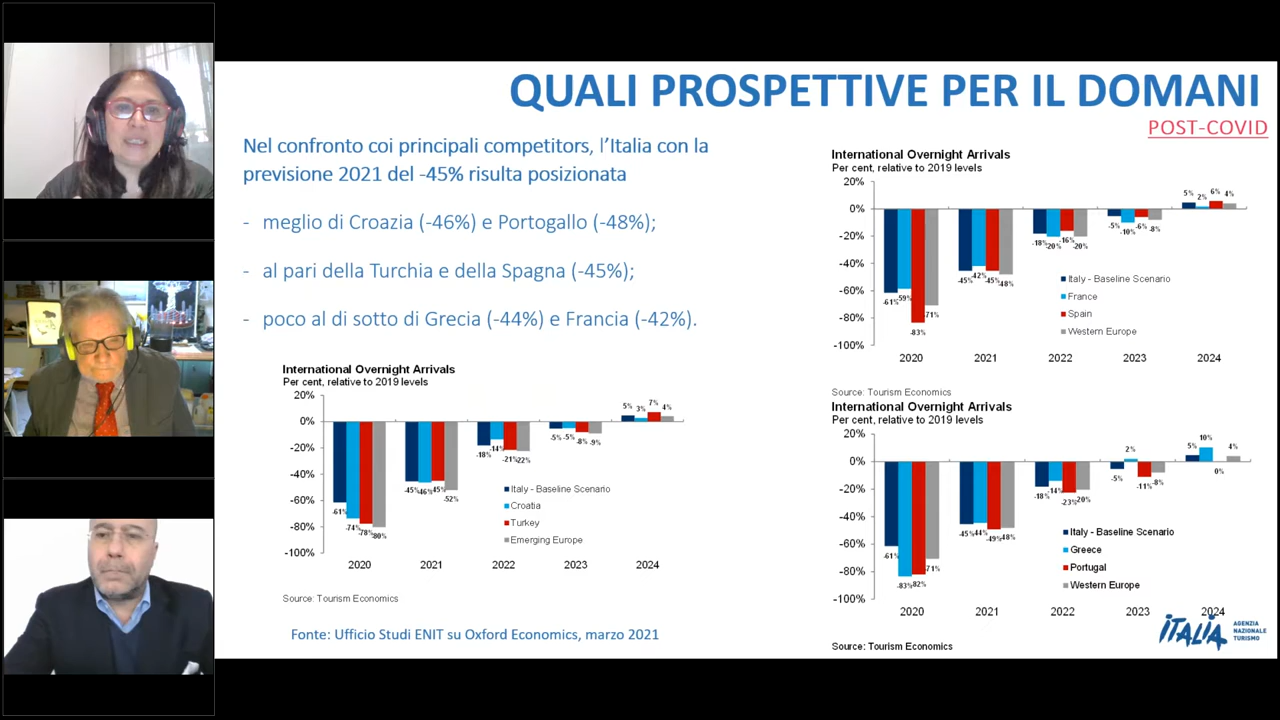 QUALI PROSPETTIVE PER IL DOMANI
POST-COVID
Nel confronto coi principali competitors, l'Italia con la
previsione 2021 del -45% risulta posizionata
- meglio di Croazia (-46%) e Portogallo (-48%);
- al pari della Turchia e della Spagna (-45%);
- poco al di sotto di Grecia (-44%) e Francia (-42%).
International Overnight Arrivals
Per cent, relative to 2019 levels
20%
0%
-20%
-40%
-60%
-80%
-100%
-61% -74% -78% -80%
-45% -46% -45% -52%
-18% -14% -21% -22%
-5% -5% -8% -9%
5% 3% 7% 4%
Italy - Baseline Scenario
Croatia
Turkey
Emerging Europe
2020 2021 2022 2023 2024
Source: Tourism Economics
Fonte: Ufficio Studi ENIT su Oxford Economics, marzo 2021
International Overnight Arrivals
Per cent, relative to 2019 levels
20%
0%
-20%
-40%
-60%
-80%
-100%
-61% -59% -83% -71%
-45% -42% -45% -48%
-18% -20% -16% -20%
-5% -10% -6% -8%
5% 2% 6% 4%
Italy - Baseline Scenario
France
Spain
Western Europe
2020 2021 2022 2023 2024
Source: Tourism Economics
International Overnight Arrivals
Per cent, relative to 2019 levels
20%
0%
-20%
-40%
-60%
-80%
-100%
-61% -83% -82% -71%
-45% -44% -49% -48%
-18% -14% -23% -20%
-5% 2% -11% -8%
5% 10% 0% 4%
Italy - Baseline Scenario
Greece
Portugal
Western Europe
2020 2021 2022 2023 2024
Source: Tourism Economics
ITALIA
AGENZIA
NAZIONALE
TURISMO